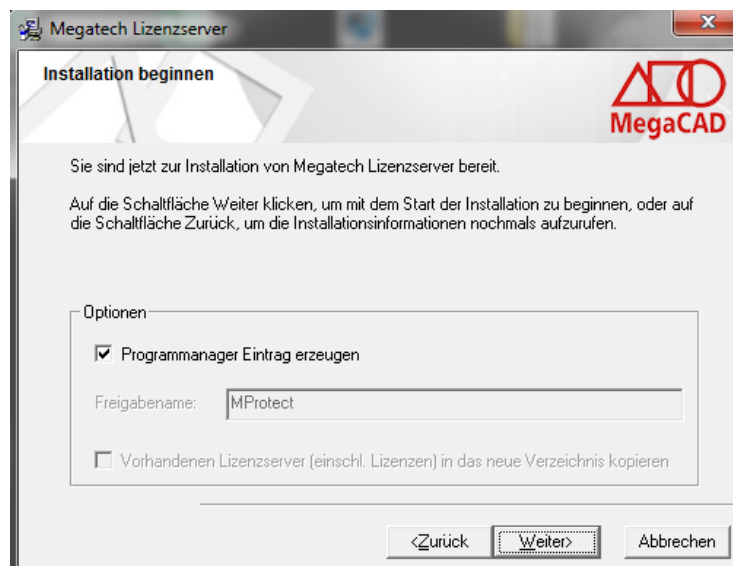 Megatech Lizenzserver
Installation beginnen
MegaCAD
Sie sind jetzt zur Installation von Megatech Lizenzserver bereit.
Auf die Schaltfläche Weiter klicken, um mit dem Start der Installation zu beginnen, oder auf
die Schaltfläche Zurück, um die Installationsinformationen nochmals aufzurufen.
Optionen
Programmanager Eintrag erzeugen
Freigabename: MProtect
Vorhandenen Lizenzserver (einschl. Lizenzen) in das neue Verzeichnis kopieren
<Zurück Weiter> Abbrechen